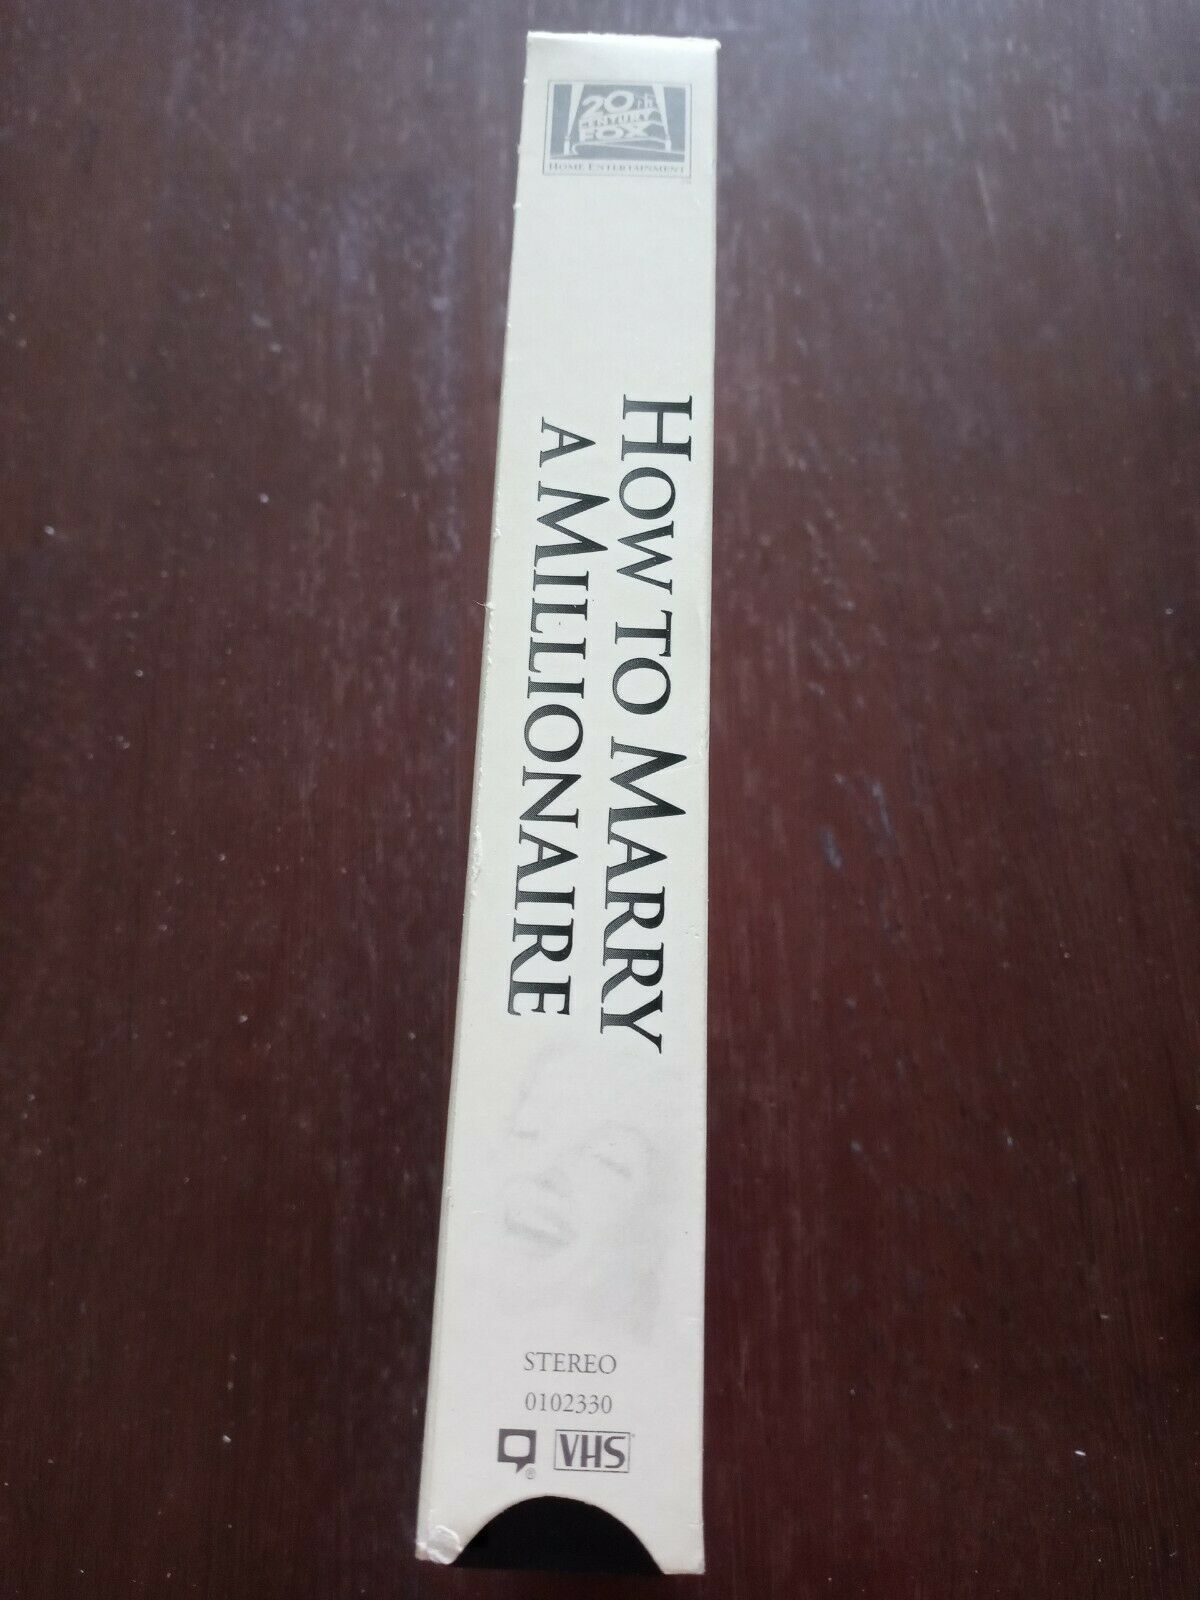 20th
CENTURY
FOX
HOME ENTERTAINMENT
HOW TO MARRY
A MILLIONAIRE
STEREO
0102330
®
VHS